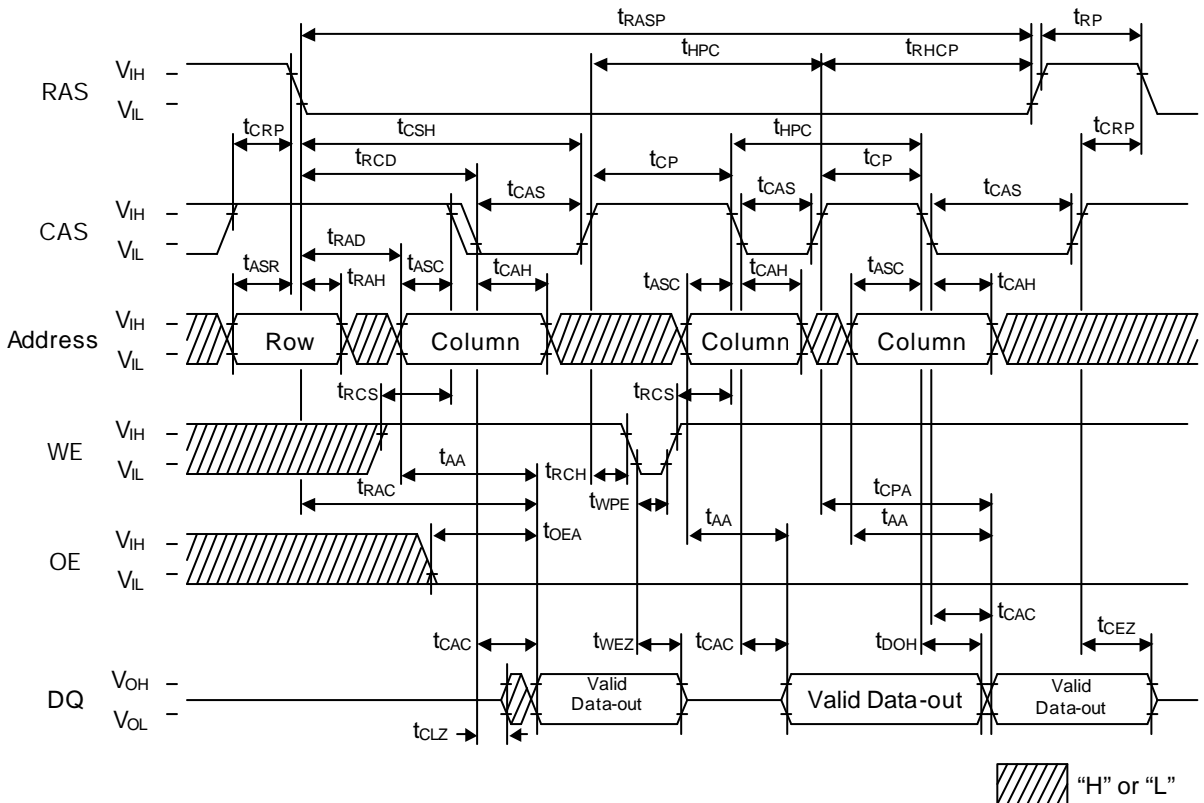 tRASP tRP
tHPC tRHCP
RAS VIH
VIL
tCRP tCSH tHPC tCRP
tRCD tCP tCP
tCAS tCAS tCAS
CAS VIH
VIL
tRAD
tASR tRAH tASC tCAH tASC tCAH tASC tCAH
Address VIH
VIL
Row Column Column Column
tRCS tRCS
WE VIH
VIL
tAA tRCH tCPA
tRAC tWPE
tOEA tAA tAA
OE VIH
VIL
tCAC
tCAC tWEZ tCAC tDOH tCEZ
DQ VOH
VOL
Valid
Data-out
Valid Data-out
Valid
Data-out
tCLZ
“H” or “L”